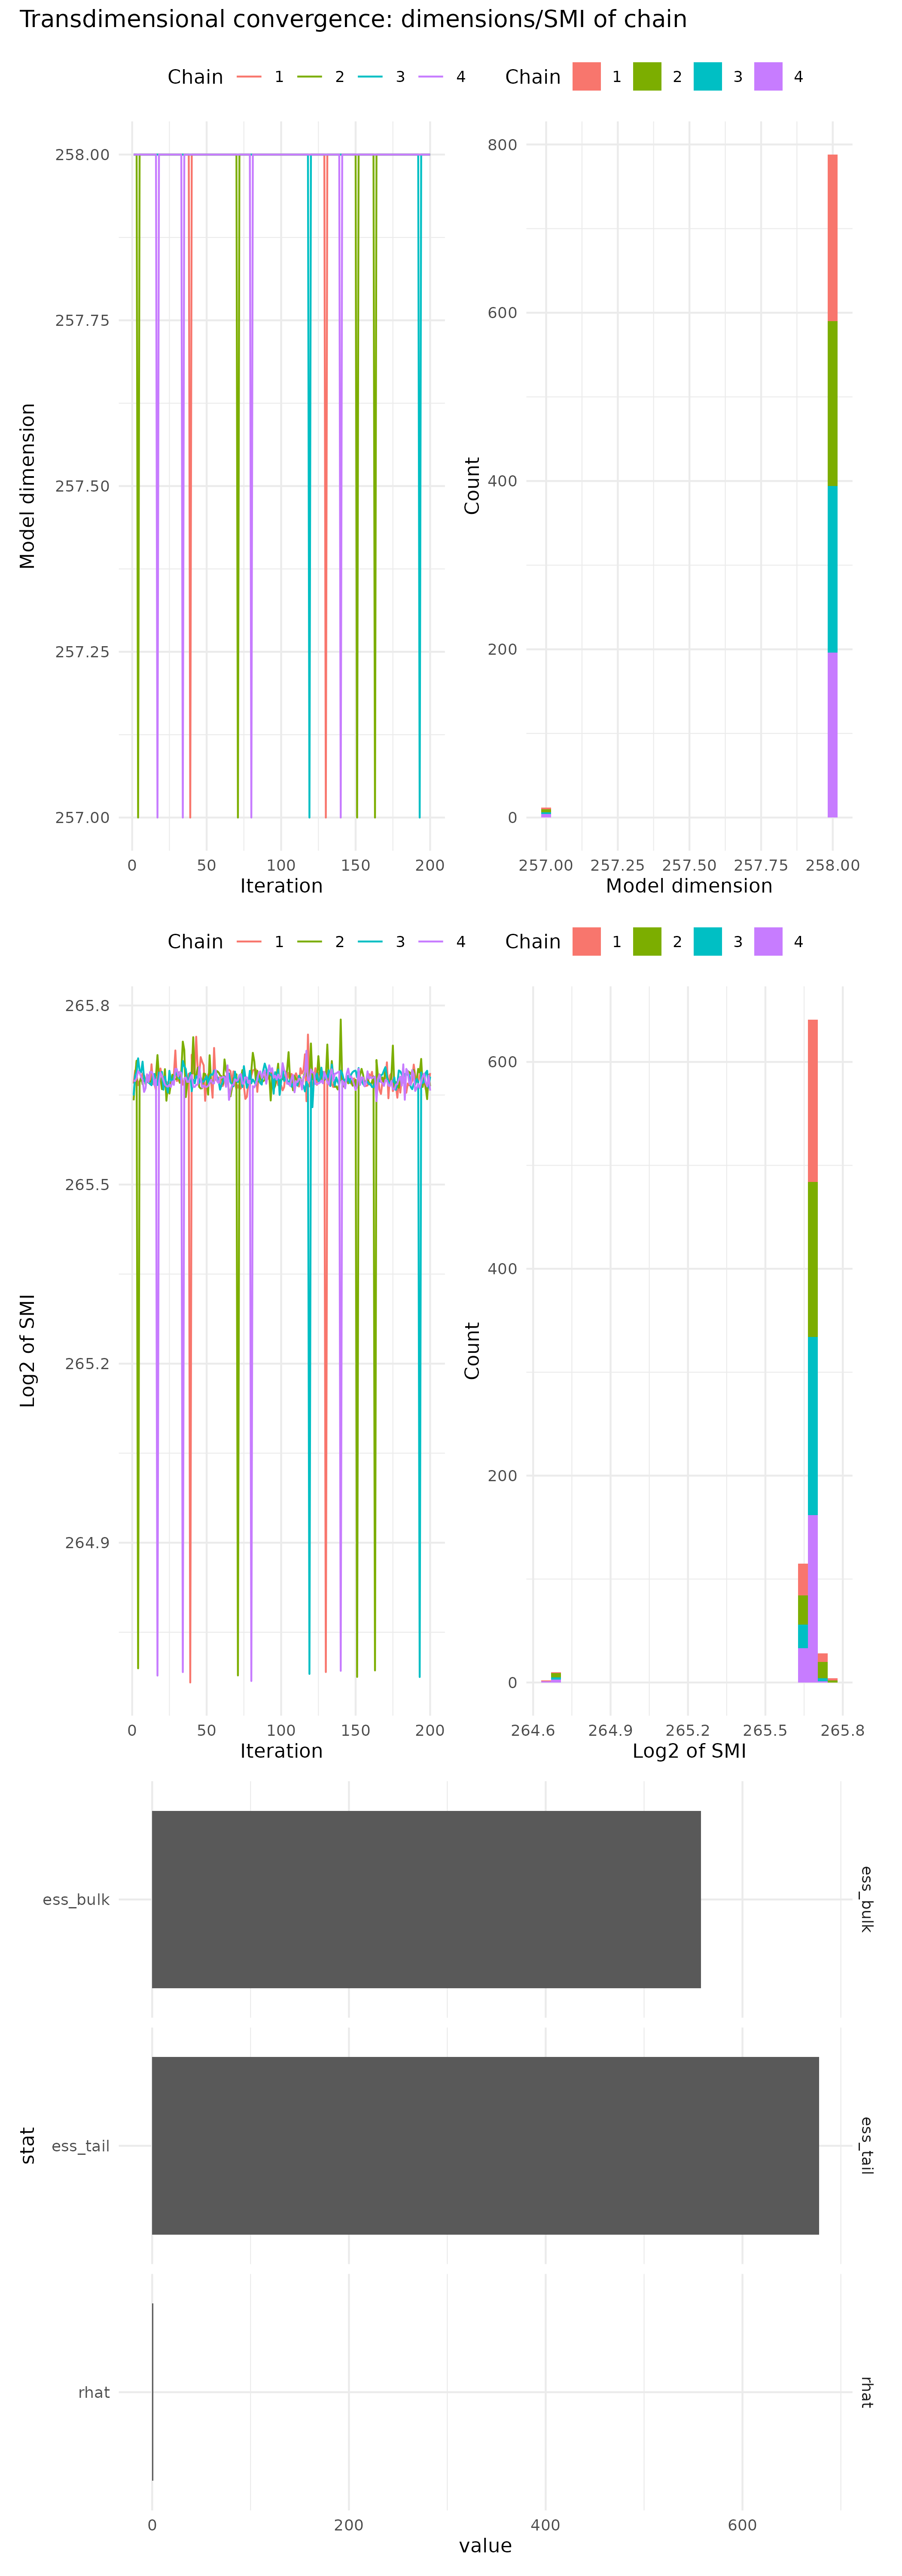 Transdimensional convergence: dimensions/SMI of chain
Chain 1 2 3 4
Chain 1 2 3 4
258.00
257.75
257.50
257.25
257.00
Model dimension
0 50 100 150 200
Iteration
800
600
400
200
0
Count
257.00 257.25 257.50 257.75 258.00
Model dimension
Chain 1 2 3 4
Chain 1 2 3 4
265.8
265.5
265.2
264.9
Log2 of SMI
0 50 100 150 200
Iteration
600
400
200
0
Count
264.6 264.9 265.2 265.5 265.8
Log2 of SMI
stat
ess_bulk
ess_bulk
ess_tail
ess_tail
rhat
rhat
0 200 400 600
value